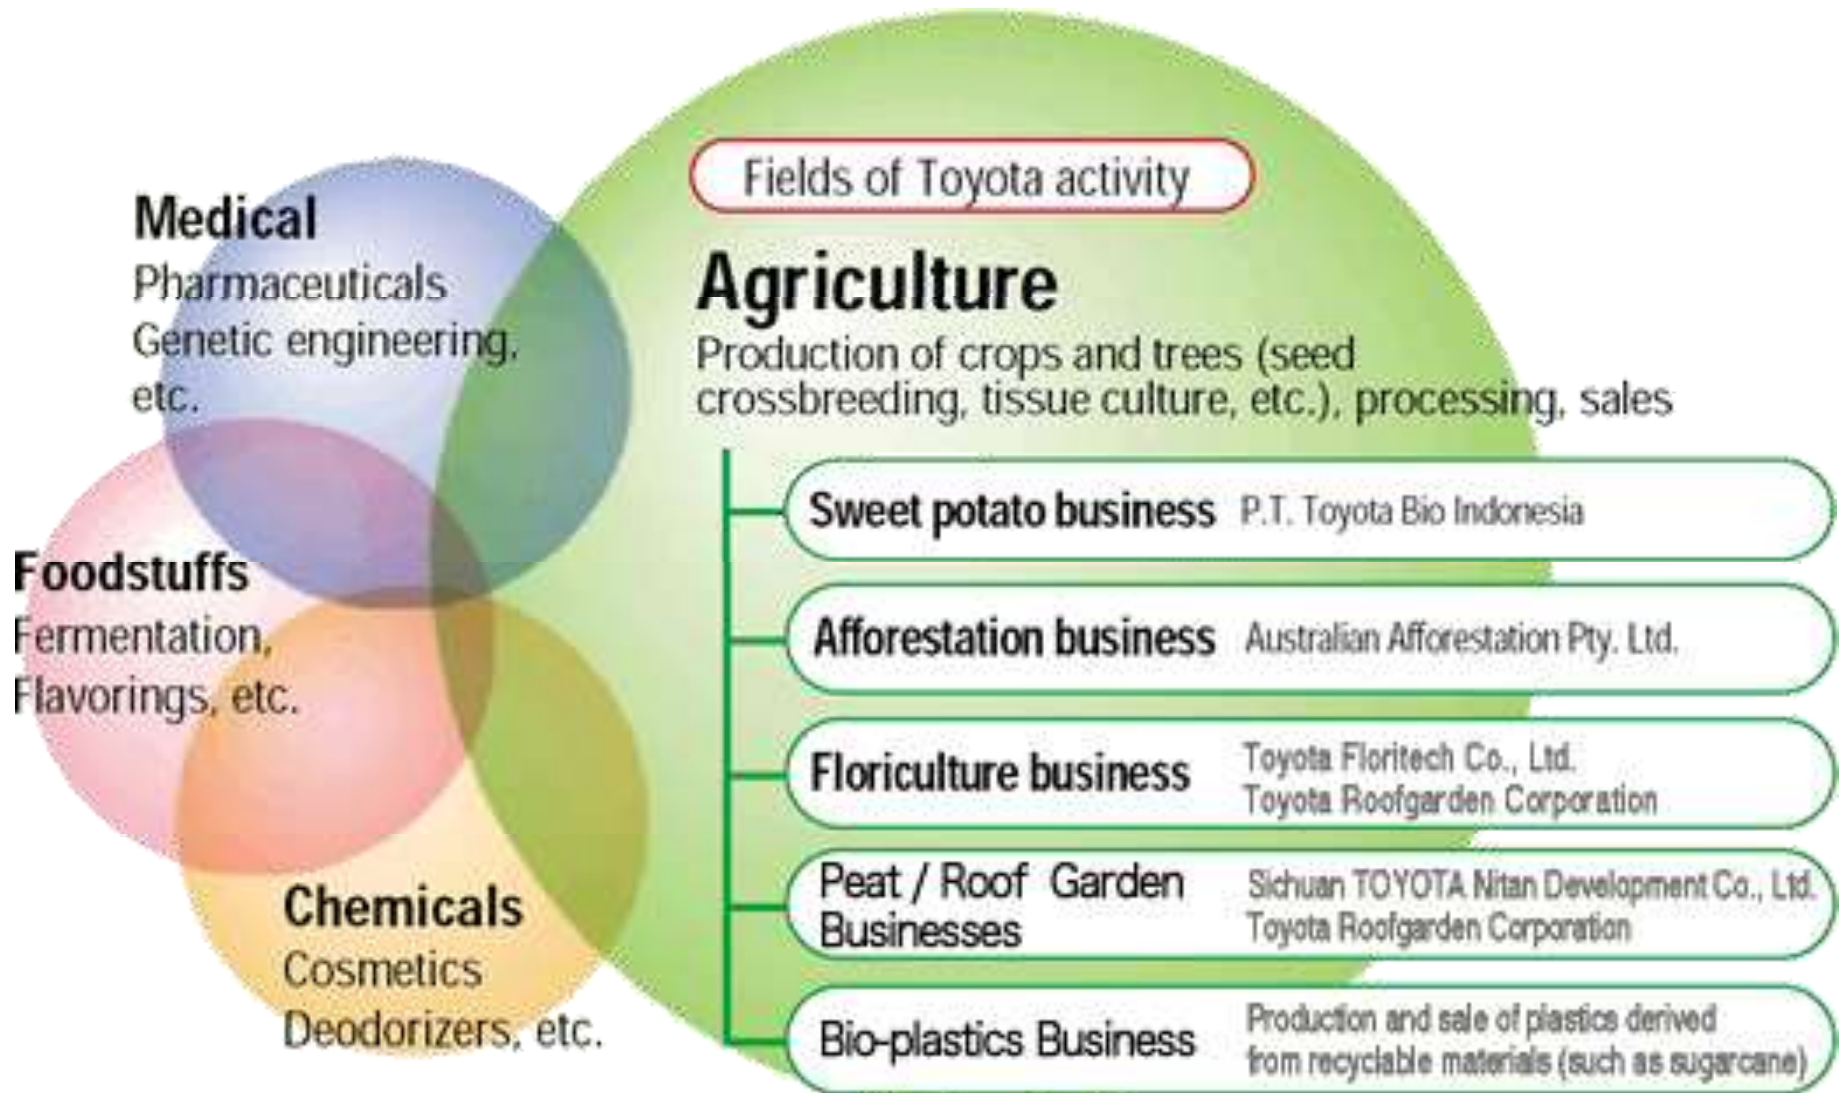 Fields of Toyota activity
Medical
Pharmaceuticals
Genetic engineering,
etc.
Foodstuffs
Fermentation,
Flavorings, etc.
Chemicals
Cosmetics
Deodorizers, etc.
Agriculture
Production of crops and trees (seed
crossbreeding, tissue culture, etc.), processing, sales
Sweet potato business P.T. Toyota Bio Indonesia
Afforestation business Australian Afforestation Pty. Ltd.
Floriculture business
Toyota Floritech Co., Ltd.
Toyota Roofgarden Corporation
Peat / Roof Garden
Businesses
Sichuan TOYOTA Nitan Development Co., Ltd.
Toyota Roofgarden Corporation
Bio-plastics Business
Production and sale of plastics derived
from recyclable materials (such as sugarcane)